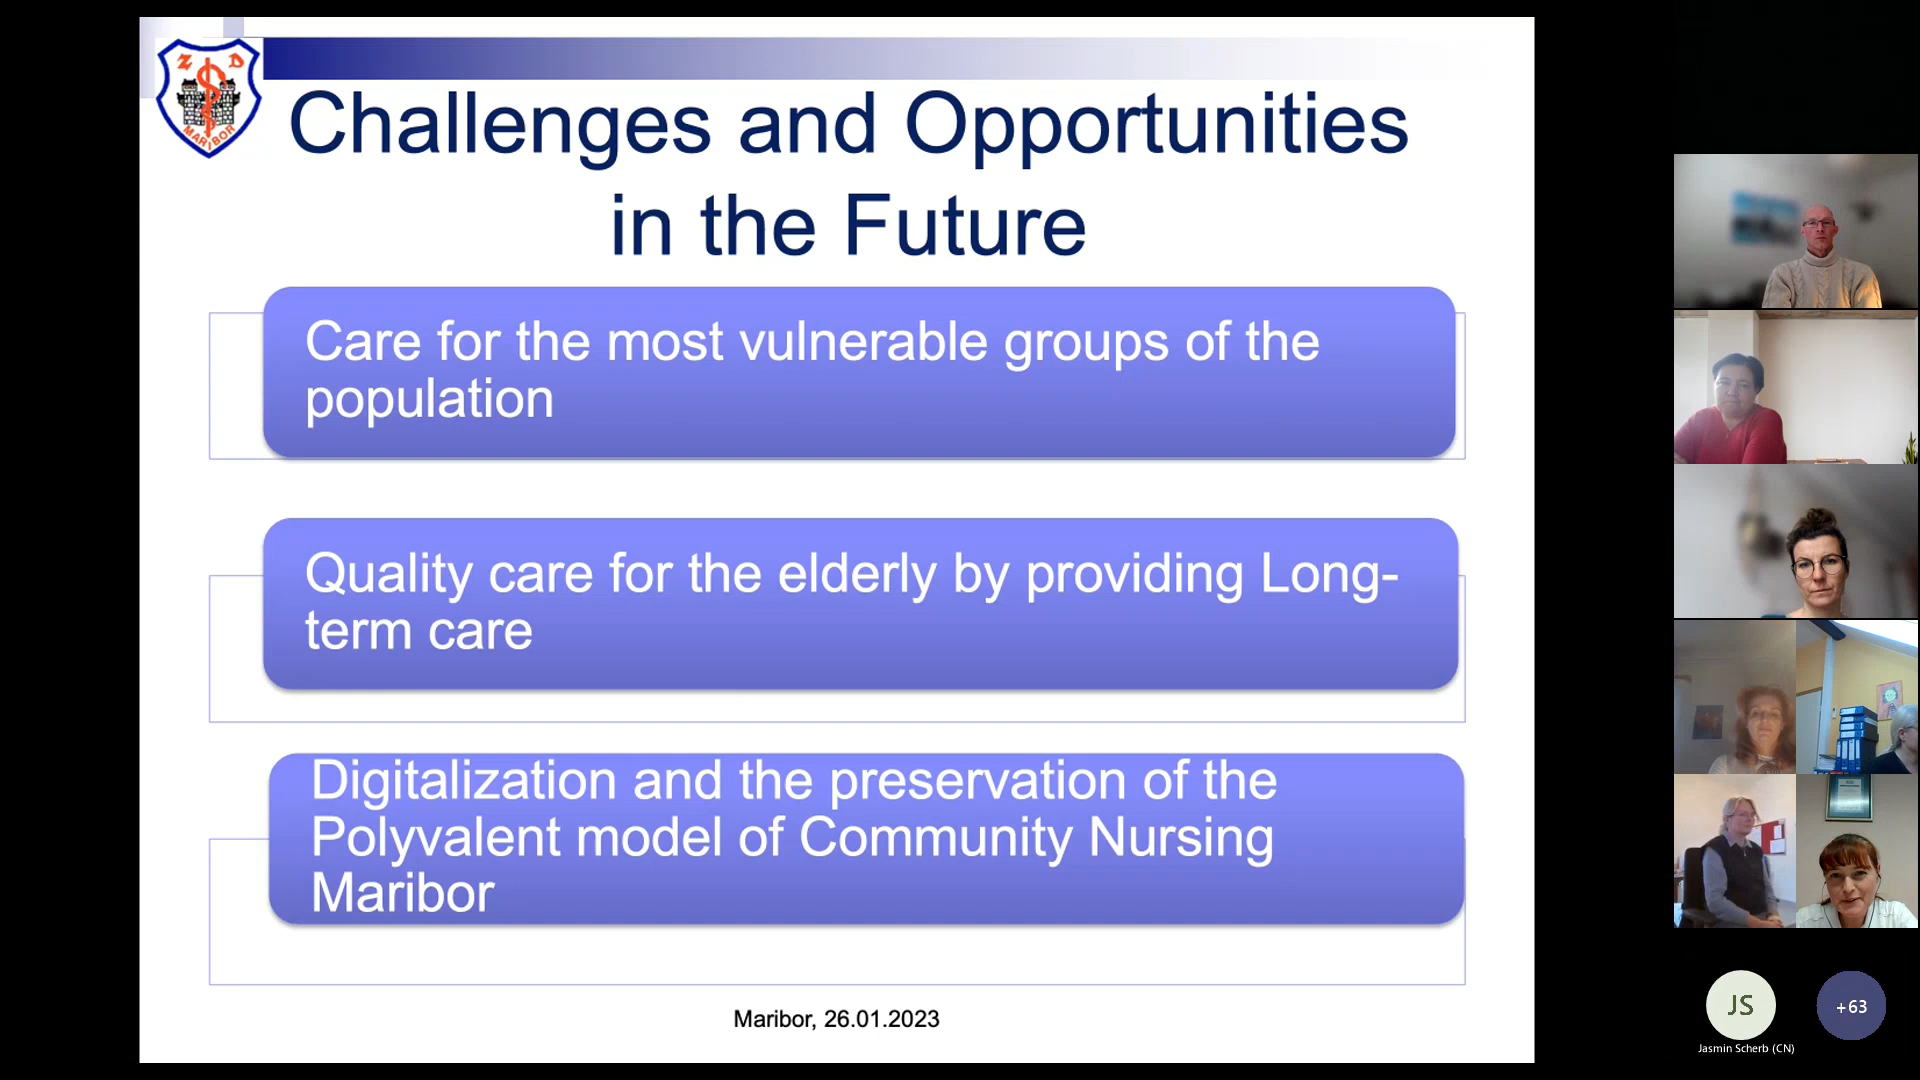 Z D
MARIBOR
Challenges and Opportunities
in the Future
Care for the most vulnerable groups of the
population
Quality care for the elderly by providing Long-
term care
Digitalization and the preservation of the
Polyvalent model of Community Nursing
Maribor
Maribor, 26.01.2023
JS
+63
Jasmin Scherb (CN)